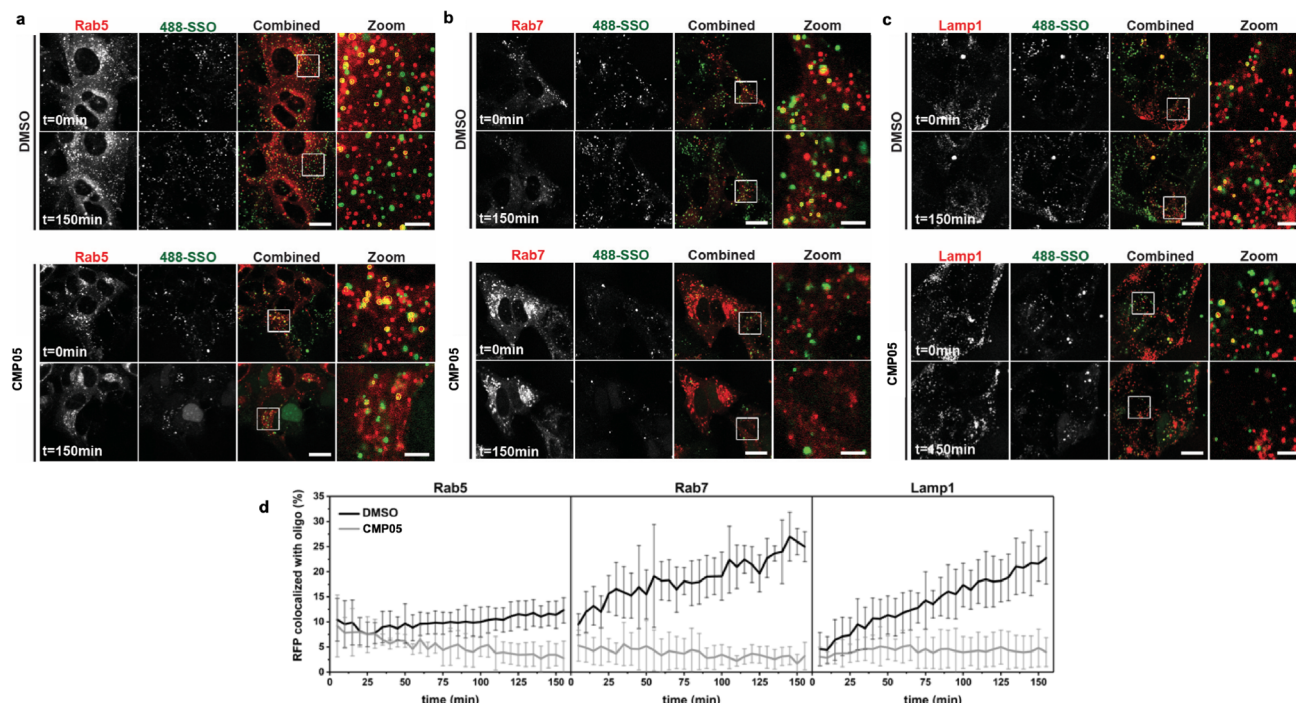 a
Rab5 488-SSO Combined Zoom
DMSO
t=0min
t=150min
Rab5 488-SSO Combined Zoom
CMP05
t=0min
t=150min
b
Rab7 488-SSO Combined Zoom
DMSO
t=0min
t=150min
Rab7 488-SSO Combined Zoom
CMP05
t=0min
t=150min
c
Lamp1 488-SSO Combined Zoom
DMSO
t=0min
t=150min
Lamp1 488-SSO Combined Zoom
CMP05
t=0min
t=150min
d
Rab5 Rab7 Lamp1
RFP colocalized with oligo (%)
35
30
25
20
15
10
5
0
DMSO
CMP05
0 25 50 75 100 125 150 0 25 50 75 100 125 150 0 25 50 75 100 125 150
time (min) time (min) time (min)